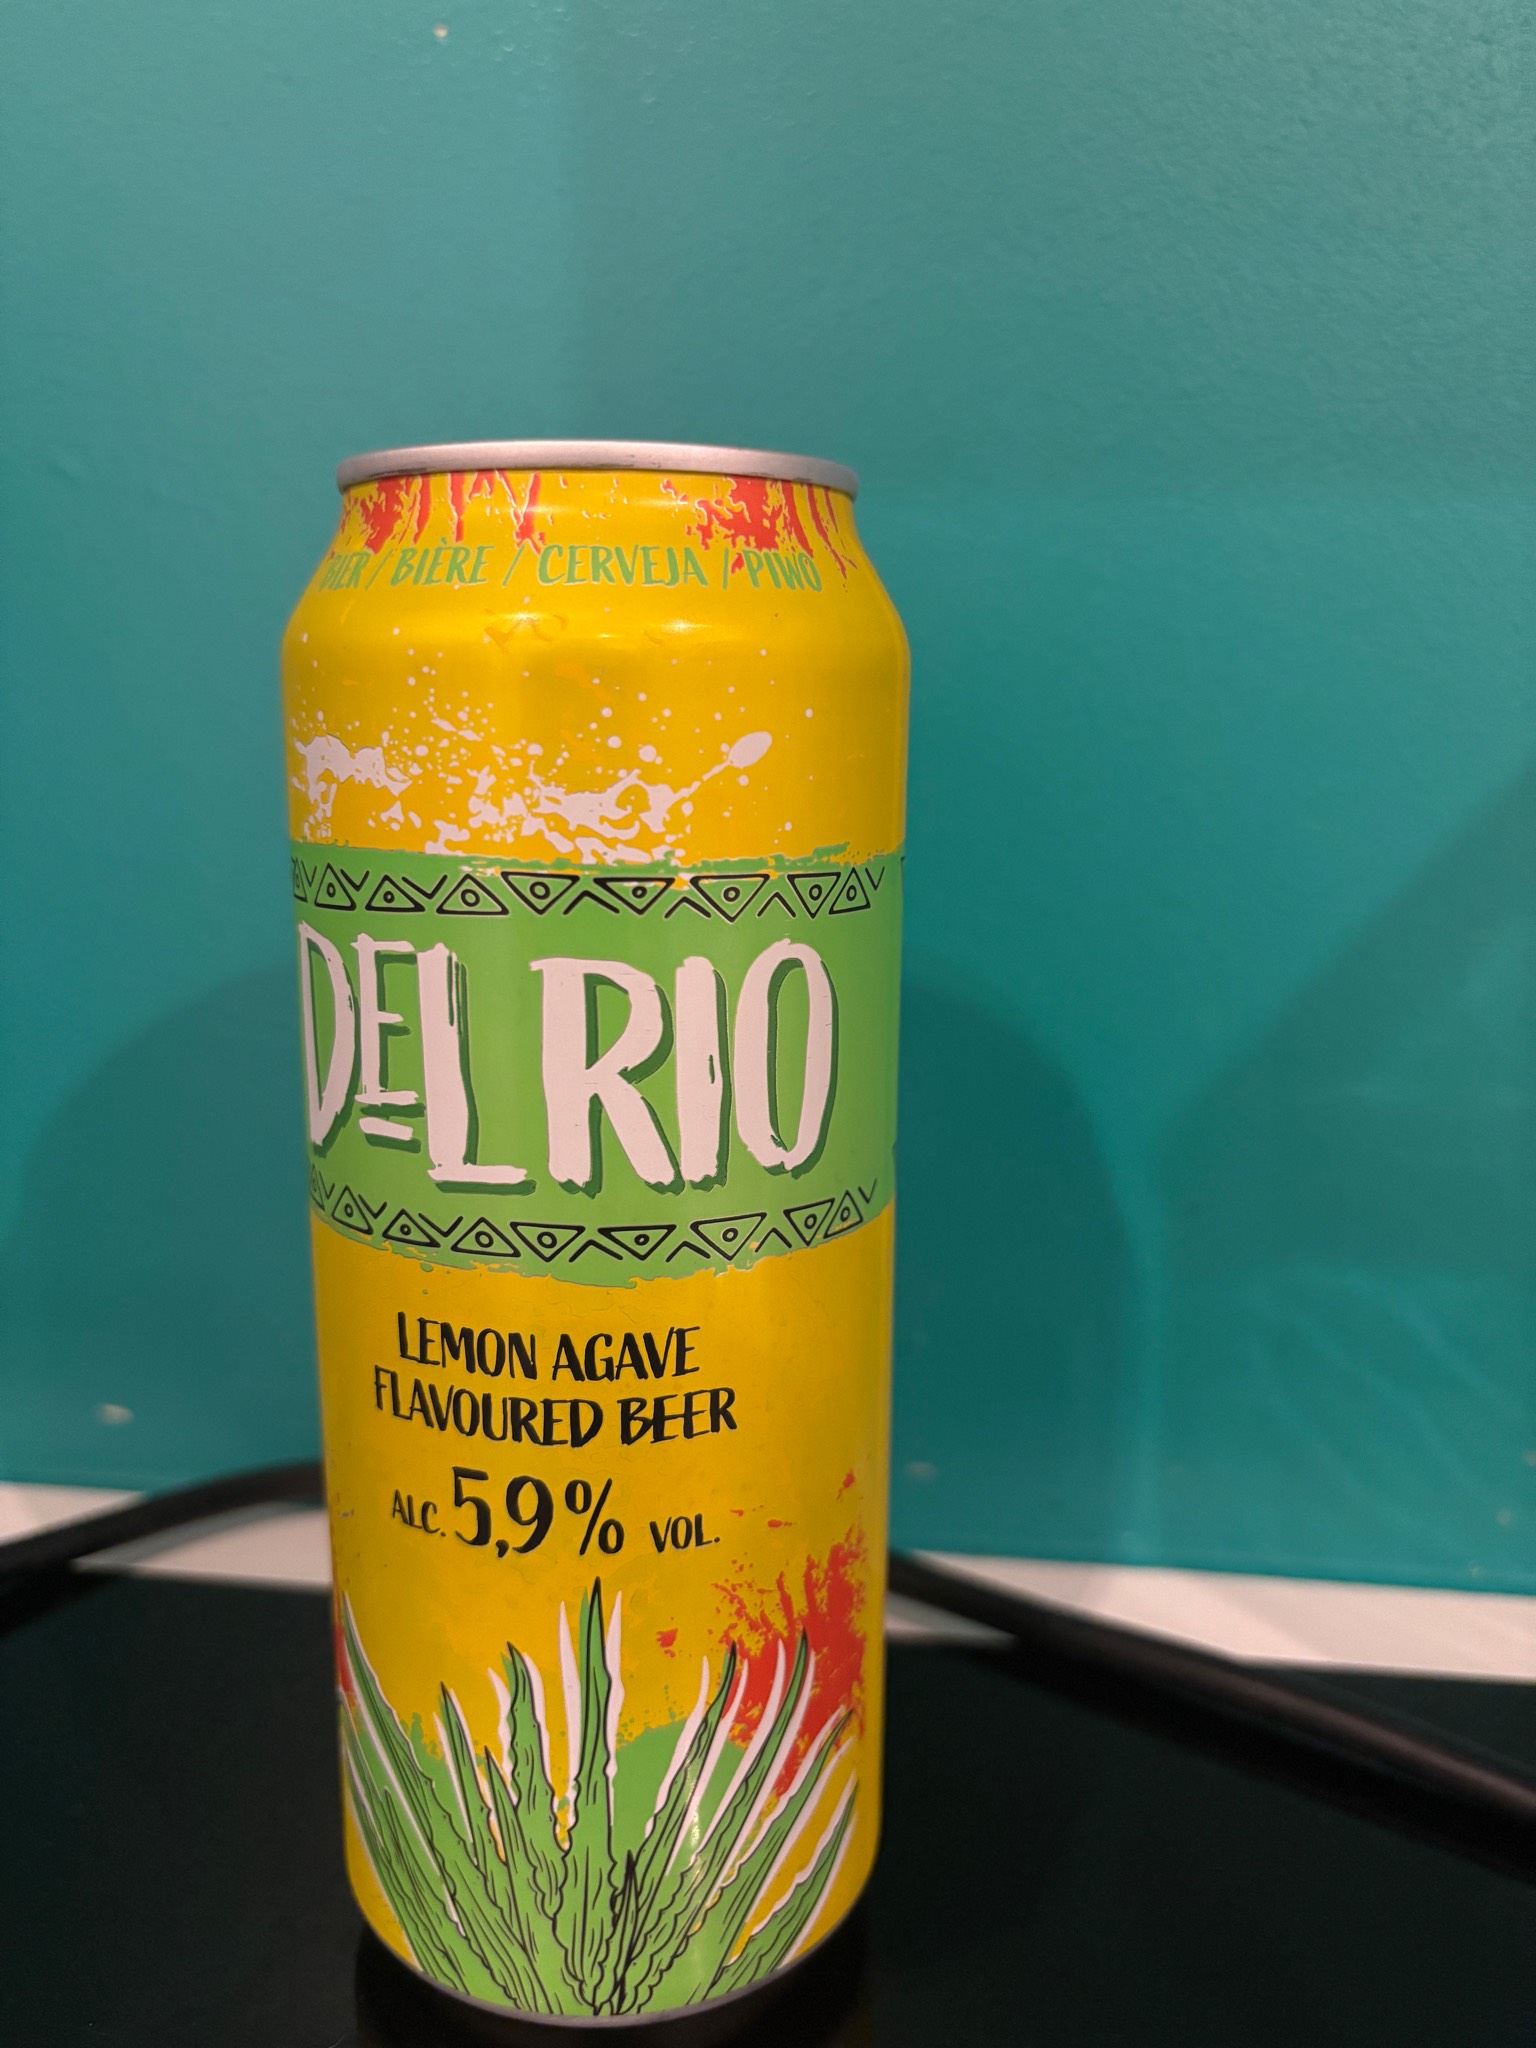 BIER / BIÈRE / CERVEJA / PIWO
DEL RIO
LEMON AGAVE
FLAVOURED BEER
ALC. 5,9% VOL.